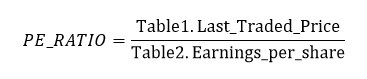 PE_RATIO = Table1. Last_Traded_Price
Table2. Earnings_per_share